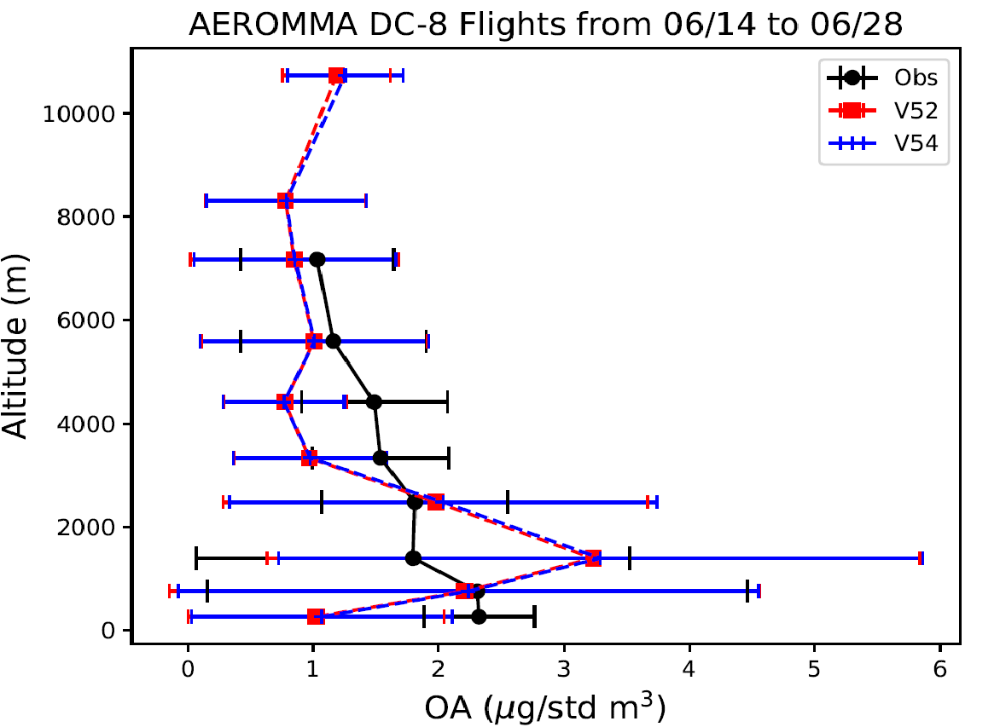 AEROMMA DC-8 Flights from 06/14 to 06/28
Obs
V52
V54
Altitude (m)
10000
8000
6000
4000
2000
0
0 1 2 3 4 5 6
OA (μg/std m³)